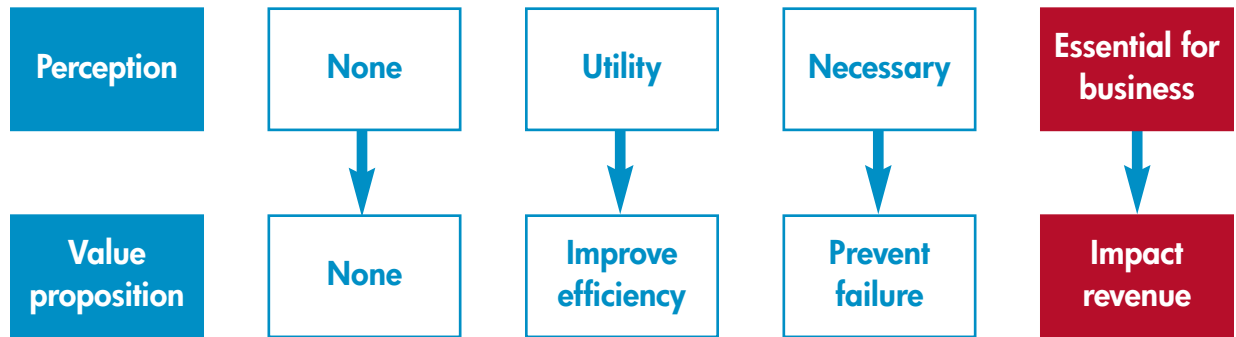 Perception
None
Utility
Necessary
Essential for
business
Value
proposition
None
Improve
efficiency
Prevent
failure
Impact
revenue